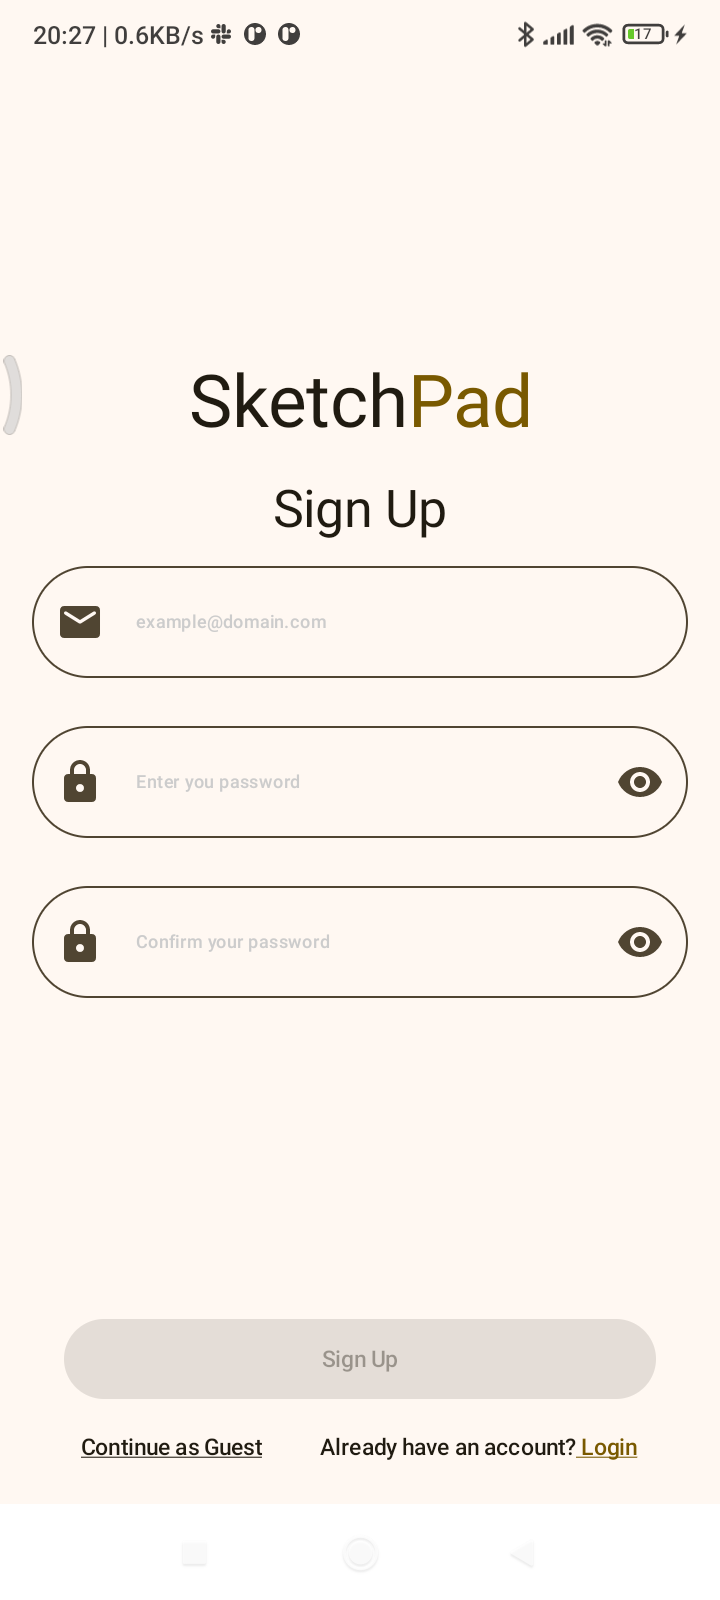 20:27 | 0.6KB/s
17
SketchPad
Sign Up
example@domain.com
Enter you password
Confirm your password
Sign Up
Continue as Guest
Already have an account? Login